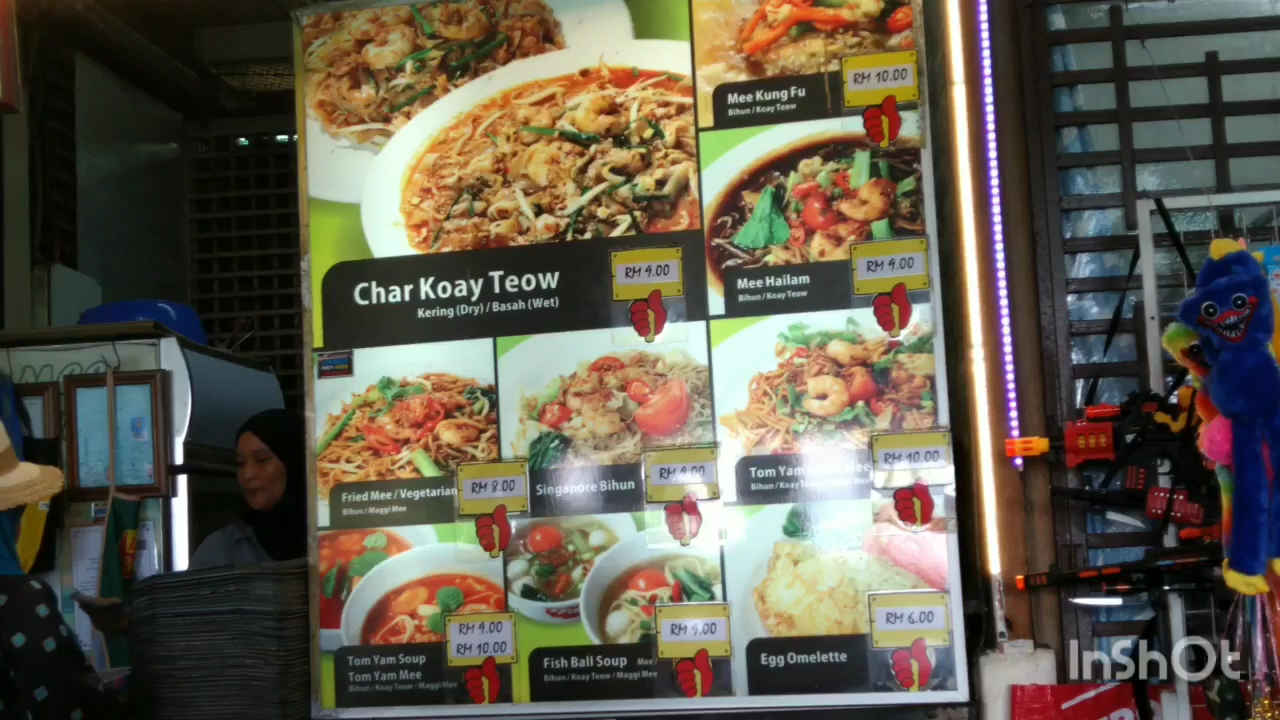 RM 10.00
Mee Kung Fu
Bihun / Koay Teow
Char Koay Teow
Kering (Dry) / Basah (Wet)
RM 9.00
Mee Hailam
Bihun / Koay Teow
RM 9.00
Fried Mee / Vegetarian
Bihun / Maggi Mee
RM 8.00
Singapore Bihun
RM 9.00
Tom Yam
Mee
Bihun / Koay
RM 10.00
Tom Yam Soup
Tom Yam Mee
Bihun / Koay Teow / Maggi Mee
RM 9.00
RM 10.00
Fish Ball Soup Mee
Bihun / Koay Teow / Maggi Mee
RM 9.00
Egg Omelette
RM 6.00
InShOt